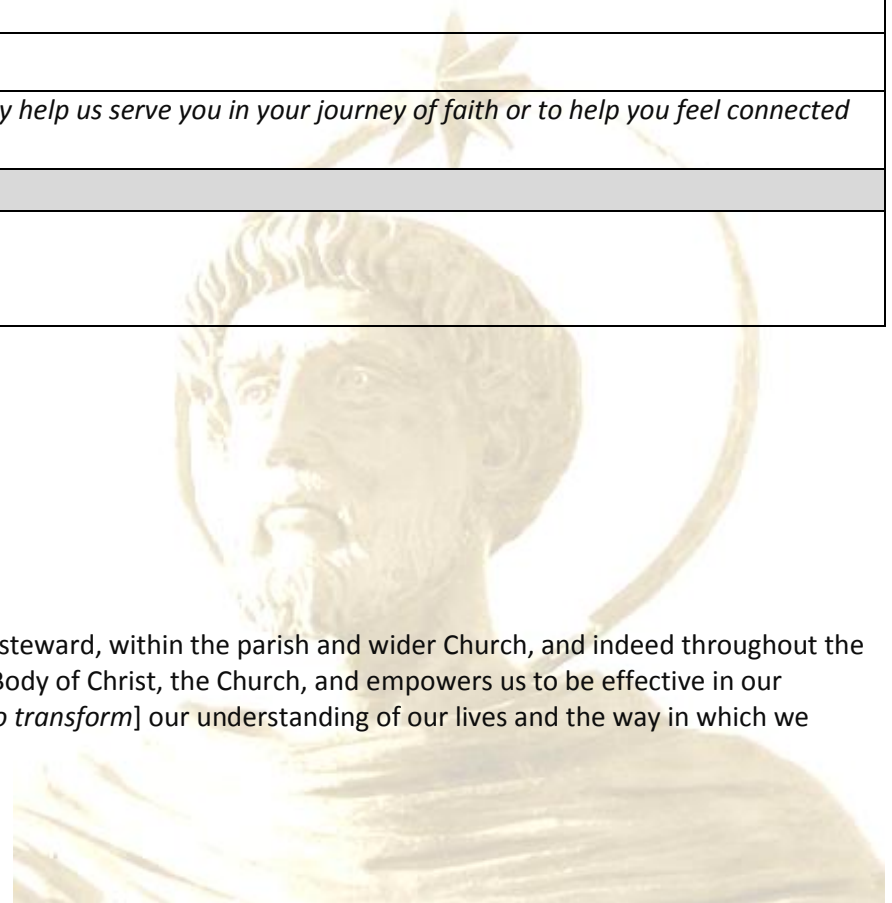 y help us serve you in your journey of faith or to help you feel connected
steward, within the parish and wider Church, and indeed throughout the
Body of Christ, the Church, and empowers us to be effective in our
o transform] our understanding of our lives and the way in which we